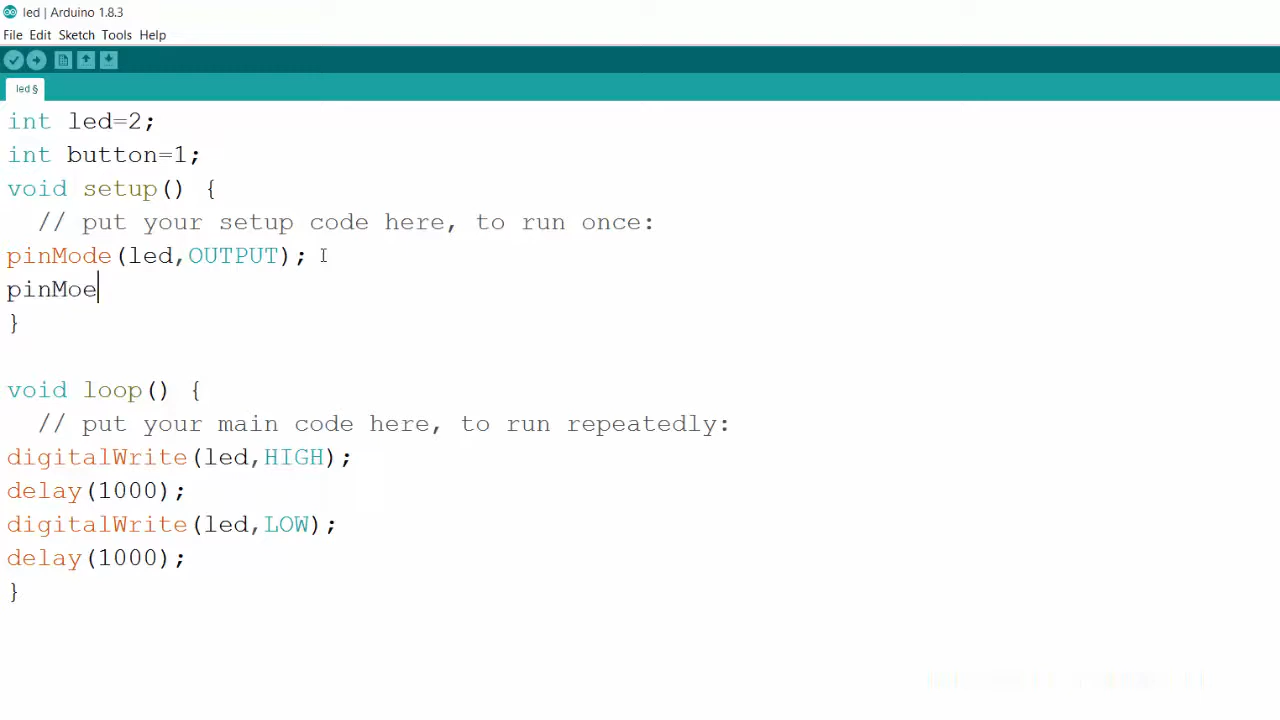 led | Arduino 1.8.3
File Edit Sketch Tools Help
led §
int led=2;
int button=1;
void setup() {
  // put your setup code here, to run once:
pinMode(led,OUTPUT);
pinMoe
}
void loop() {
  // put your main code here, to run repeatedly:
digitalWrite(led,HIGH);
delay(1000);
digitalWrite(led,LOW);
delay(1000);
}